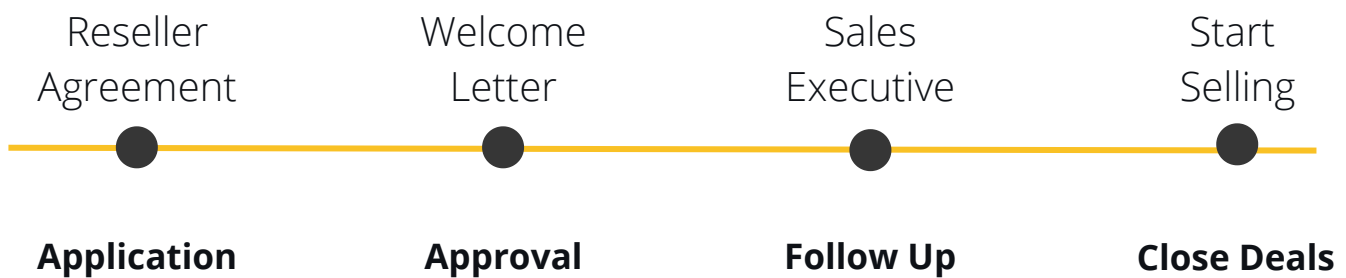 Reseller
Agreement
Welcome
Letter
Sales
Executive
Start
Selling
Application
Approval
Follow Up
Close Deals